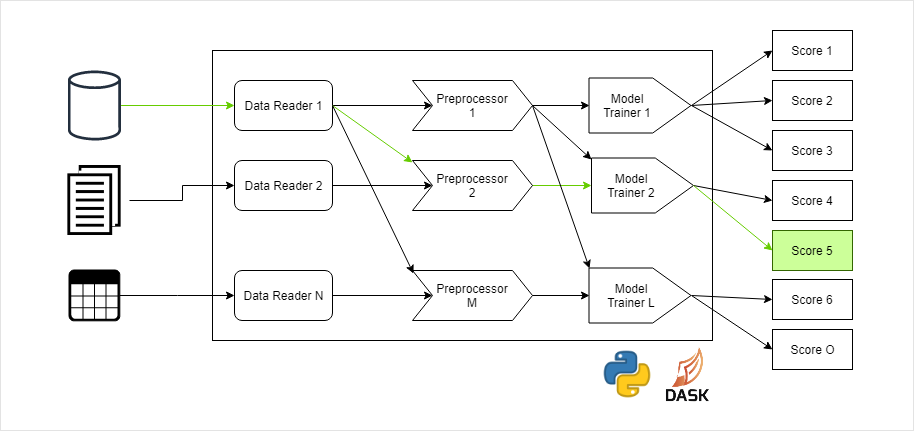 Data Reader 1
Preprocessor
1
Model
Trainer 1
Score 1
Score 2
Score 3
Data Reader 2
Preprocessor
2
Model
Trainer 2
Score 4
Score 5
Data Reader N
Preprocessor
M
Model
Trainer L
Score 6
Score O
DASK